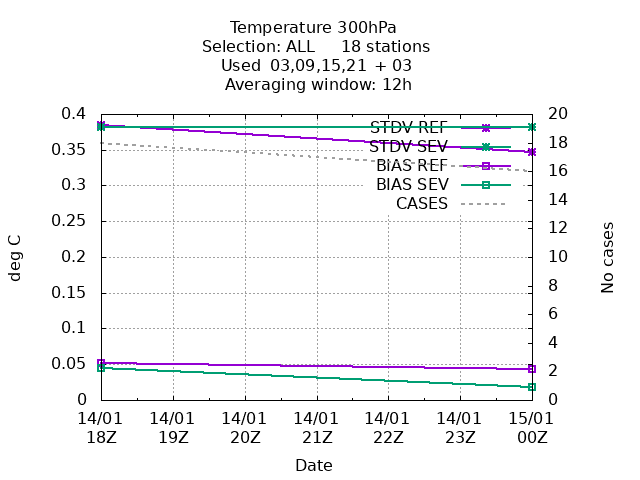 Temperature 300hPa
Selection: ALL 18 stations
Used 03,09,15,21 + 03
Averaging window: 12h
deg C
0.4
0.35
0.3
0.25
0.2
0.15
0.1
0.05
0
STDV REF
STDV SEV
BIAS REF
BIAS SEV
CASES
20
18
16
14
12
10
8
6
4
2
0
No cases
14/01 14/01 14/01 14/01 14/01 14/01 15/01
18Z 19Z 20Z 21Z 22Z 23Z 00Z
Date